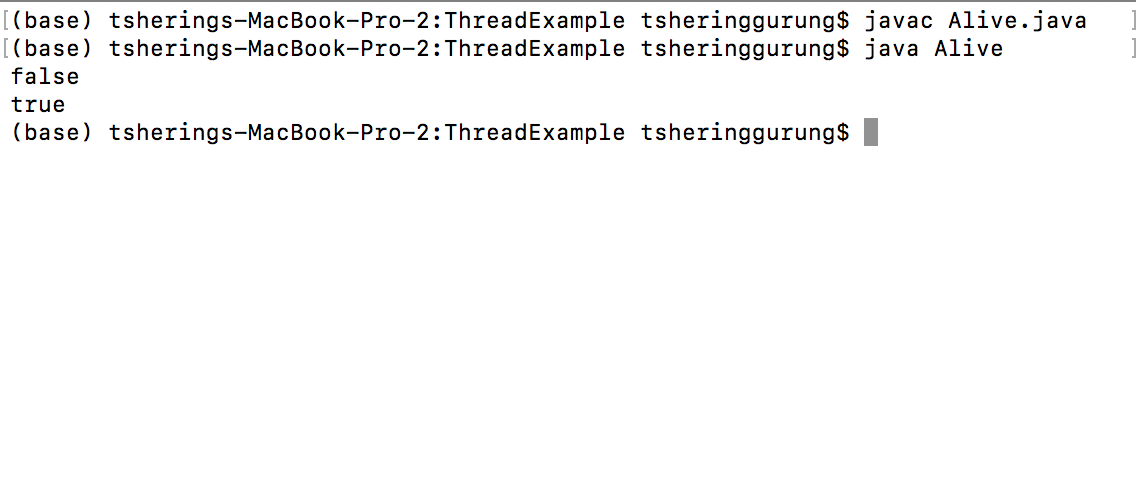 [(base) tsherings-MacBook-Pro-2:ThreadExample tsheringgurung$ javac Alive.java ]
[(base) tsherings-MacBook-Pro-2:ThreadExample tsheringgurung$ java Alive ]
false
true
(base) tsherings-MacBook-Pro-2:ThreadExample tsheringgurung$